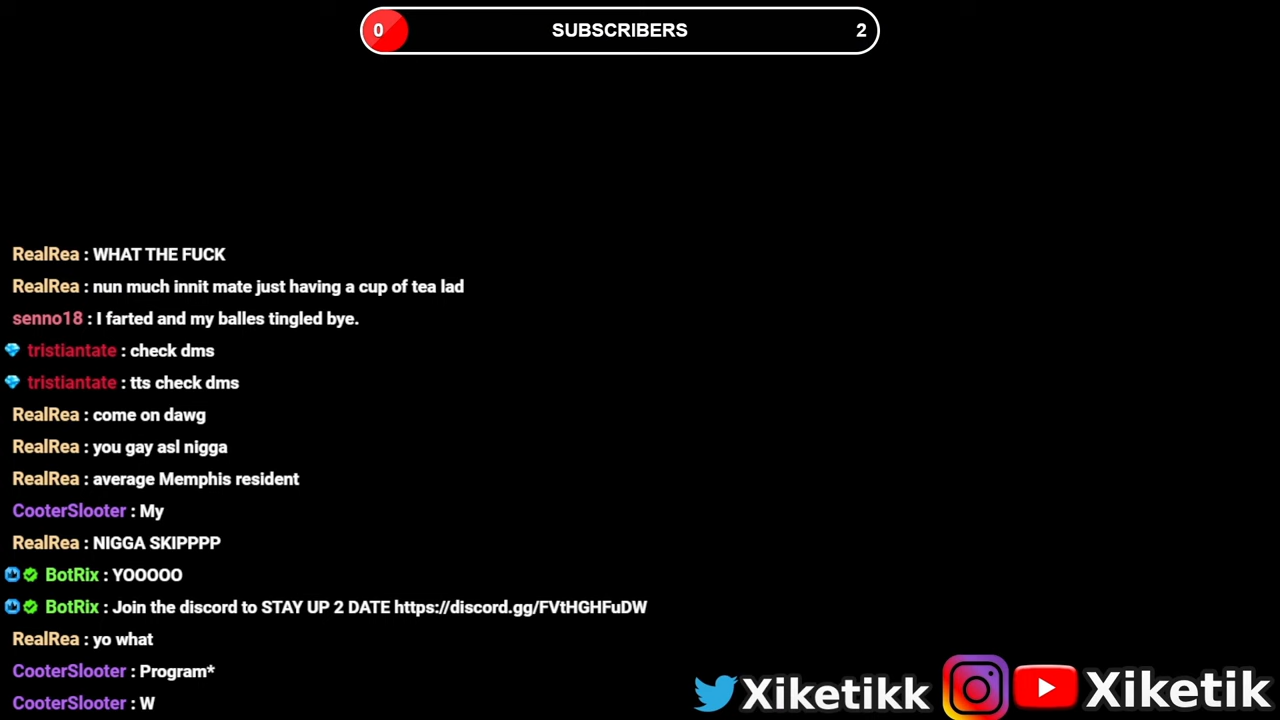 0 SUBSCRIBERS 2
RealRea : WHAT THE FUCK
RealRea : nun much innit mate just having a cup of tea lad
senno18 : I farted and my balles tingled bye.
tristiantate : check dms
tristiantate : tts check dms
RealRea : come on dawg
RealRea : you gay asl nigga
RealRea : average Memphis resident
CooterSlooter : My
RealRea : NIGGA SKIPPPP
BotRix : YOOOOO
BotRix : Join the discord to STAY UP 2 DATE https://discord.gg/FVtHGHFuDW
RealRea : yo what
CooterSlooter : Program*
CooterSlooter : W
Xiketikk Xiketik